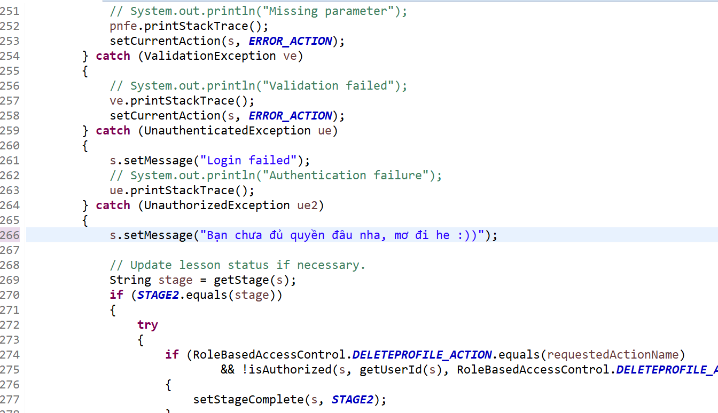 251 // System.out.println("Missing parameter");
252 pnfe.printStackTrace();
253 setCurrentAction(s, ERROR_ACTION);
254 } catch (ValidationException ve)
255 {
256 // System.out.println("Validation failed");
257 ve.printStackTrace();
258 setCurrentAction(s, ERROR_ACTION);
259 } catch (UnauthenticatedException ue)
260 {
261 s.setMessage("Login failed");
262 // System.out.println("Authentication failure");
263 ue.printStackTrace();
264 } catch (UnauthorizedException ue2)
265 {
266 s.setMessage("Bạn chưa đủ quyền đâu nha, mơ đi he :))");
267
268 // Update lesson status if necessary.
269 String stage = getStage(s);
270 if (STAGE2.equals(stage))
271 {
272 try
273 {
274 if (RoleBasedAccessControl.DELETEPROFILE_ACTION.equals(requestedActionName)
275 && !isAuthorized(s, getUserId(s), RoleBasedAccessControl.DELETEPROFILE_A
276 {
277 setStageComplete(s, STAGE2);